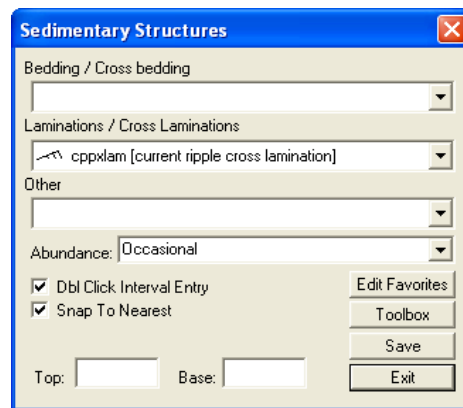 Sedimentary Structures
Bedding / Cross bedding
Laminations / Cross Laminations
cppxlam [current ripple cross lamination]
Other
Abundance: Occasional
Dbl Click Interval Entry
Edit Favorites
Snap To Nearest
Toolbox
Save
Top: Base: Exit